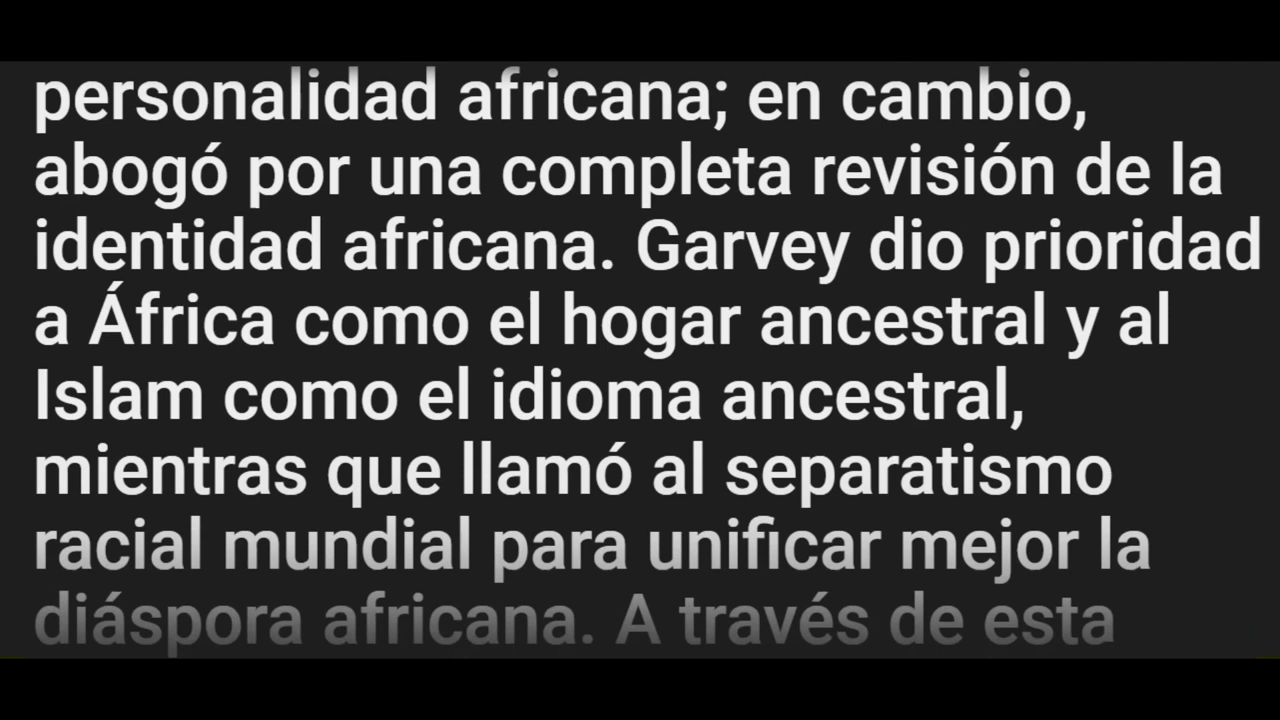 personalidad africana; en cambio,
abogó por una completa revisión de la
identidad africana. Garvey dio prioridad
a África como el hogar ancestral y al
Islam como el idioma ancestral,
mientras que llamó al separatismo
racial mundial para unificar mejor la
diáspora africana. A través de esta